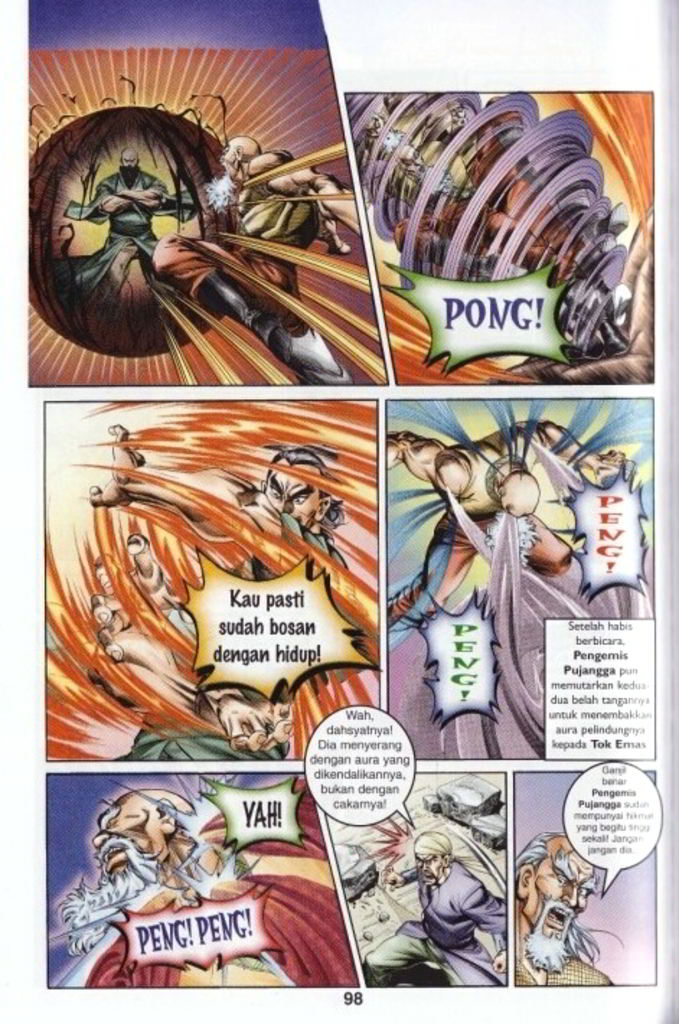 PONG!
Kau pasti
sudah bosan
dengan hidup!
PENG!
PENG!
Setelah habis
berbicara,
Pengemis
Pujangga pun
memutarkan kedua-
dua belah tangannya
untuk menembakkan
aura pelindungnya
kepada Tok Emas
YAH!
PENG! PENG!
Wah,
dahsyatnya!
Dia menyerang
dengan aura yang
dikendalikannya,
bukan dengan
cakarnya!
Ganjil
benar
Pengemis
Pujangga sudah
mempunyai hikmat
yang begitu tinggi
sekali! Jangan
jangan dia..
98